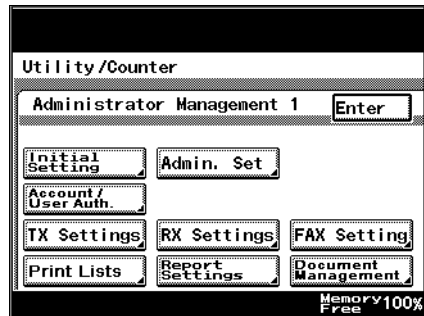 Utility/Counter
Administrator Management 1
Enter
Initial
Setting
Admin. Set
Account/
User Auth.
TX Settings
RX Settings
FAX Setting
Print Lists
Report
Settings
Document
Management
Memory
Free 100%